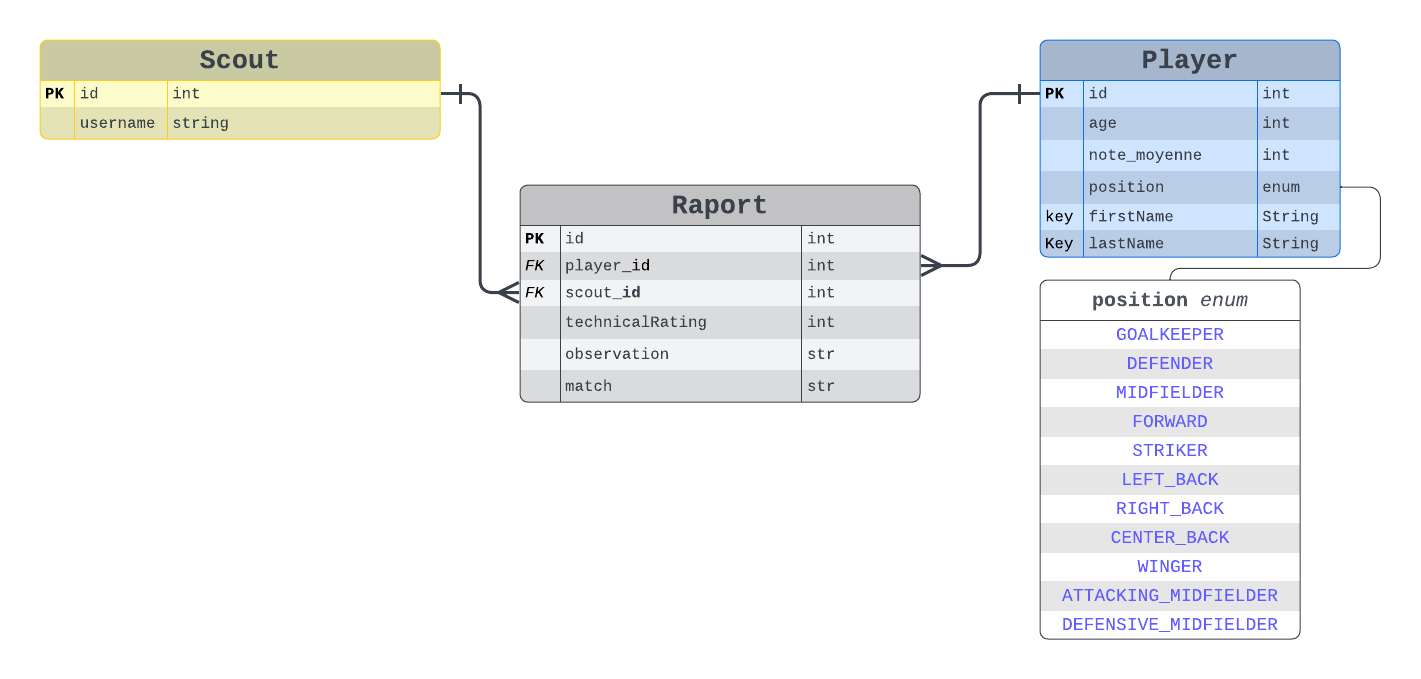 Scout
PK id int
username string
Raport
PK id int
FK player_id int
FK scout_id int
technicalRating int
observation str
match str
Player
PK id int
age int
note_moyenne int
position enum
key firstName String
Key lastName String
position enum
GOALKEEPER
DEFENDER
MIDFIELDER
FORWARD
STRIKER
LEFT_BACK
RIGHT_BACK
CENTER_BACK
WINGER
ATTACKING_MIDFIELDER
DEFENSIVE_MIDFIELDER